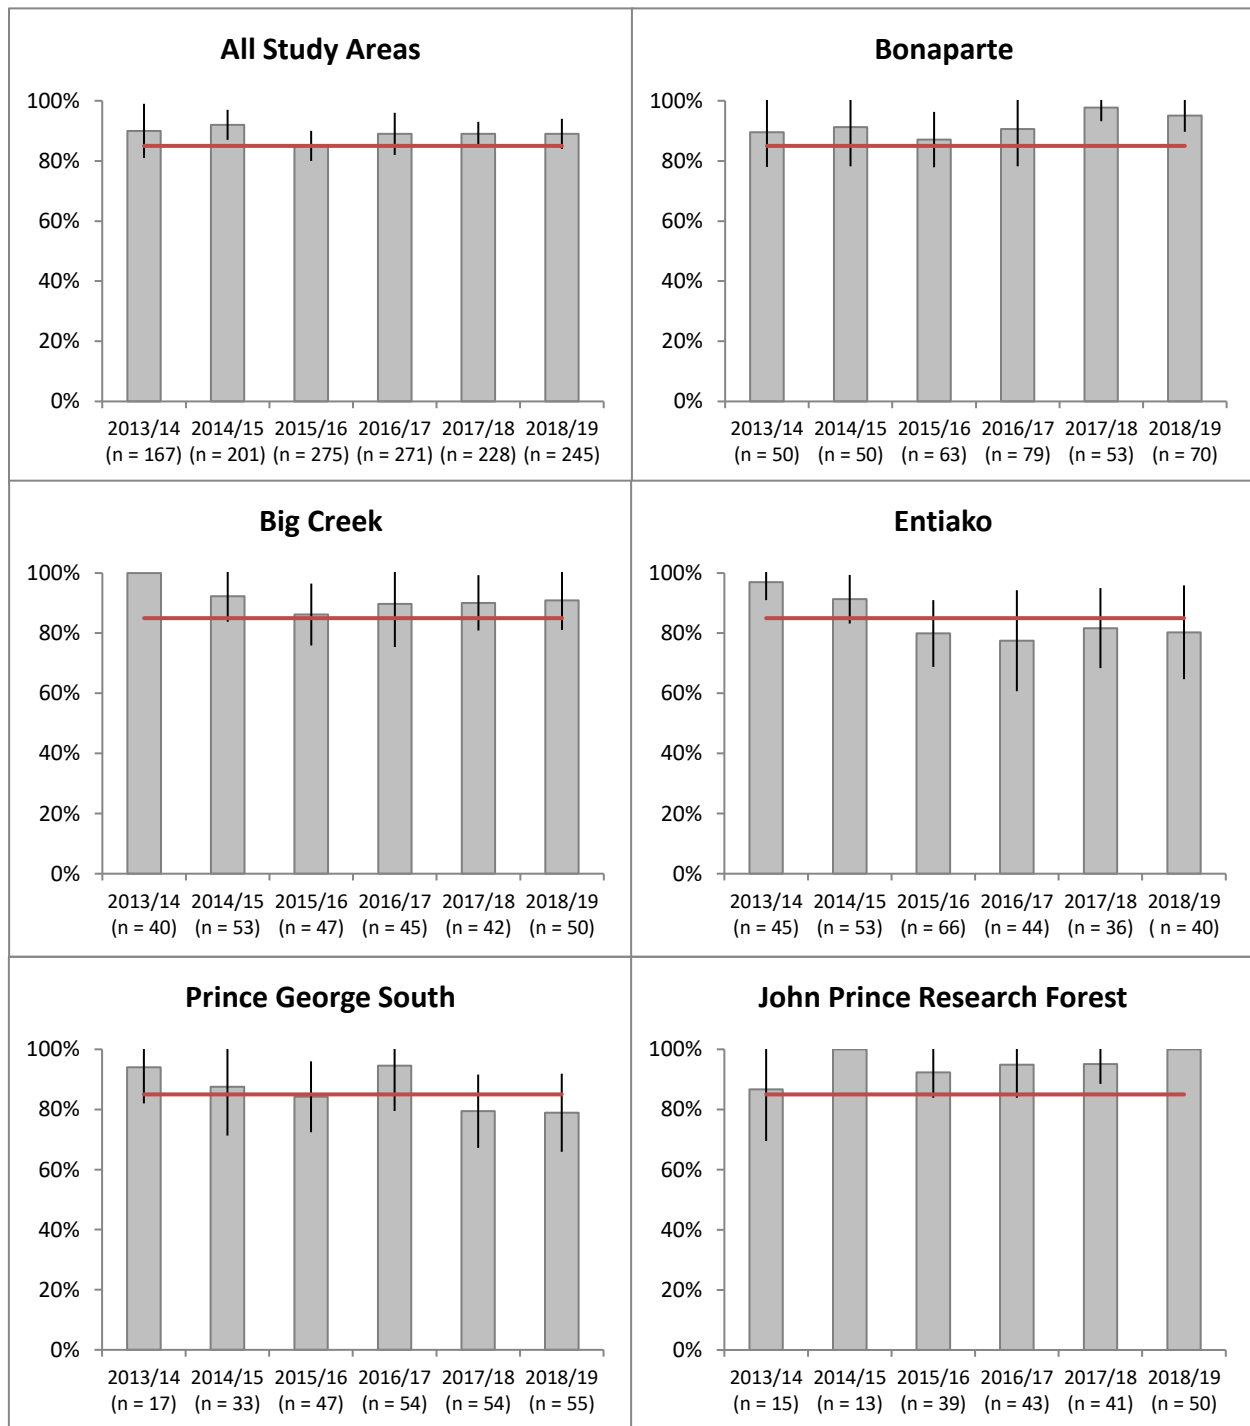 All Study Areas
100%
80%
60%
40%
20%
0%
2013/14 2014/15 2015/16 2016/17 2017/18 2018/19
(n = 167) (n = 201) (n = 275) (n = 271) (n = 228) (n = 245)
Bonaparte
100%
80%
60%
40%
20%
0%
2013/14 2014/15 2015/16 2016/17 2017/18 2018/19
(n = 50) (n = 50) (n = 63) (n = 79) (n = 53) (n = 70)
Big Creek
100%
80%
60%
40%
20%
0%
2013/14 2014/15 2015/16 2016/17 2017/18 2018/19
(n = 40) (n = 53) (n = 47) (n = 45) (n = 42) (n = 50)
Entiako
100%
80%
60%
40%
20%
0%
2013/14 2014/15 2015/16 2016/17 2017/18 2018/19
(n = 45) (n = 53) (n = 66) (n = 44) (n = 36) ( n = 40)
Prince George South
100%
80%
60%
40%
20%
0%
2013/14 2014/15 2015/16 2016/17 2017/18 2018/19
(n = 17) (n = 33) (n = 47) (n = 54) (n = 54) (n = 55)
John Prince Research Forest
100%
80%
60%
40%
20%
0%
2013/14 2014/15 2015/16 2016/17 2017/18 2018/19
(n = 15) (n = 13) (n = 39) (n = 43) (n = 41) (n = 50)